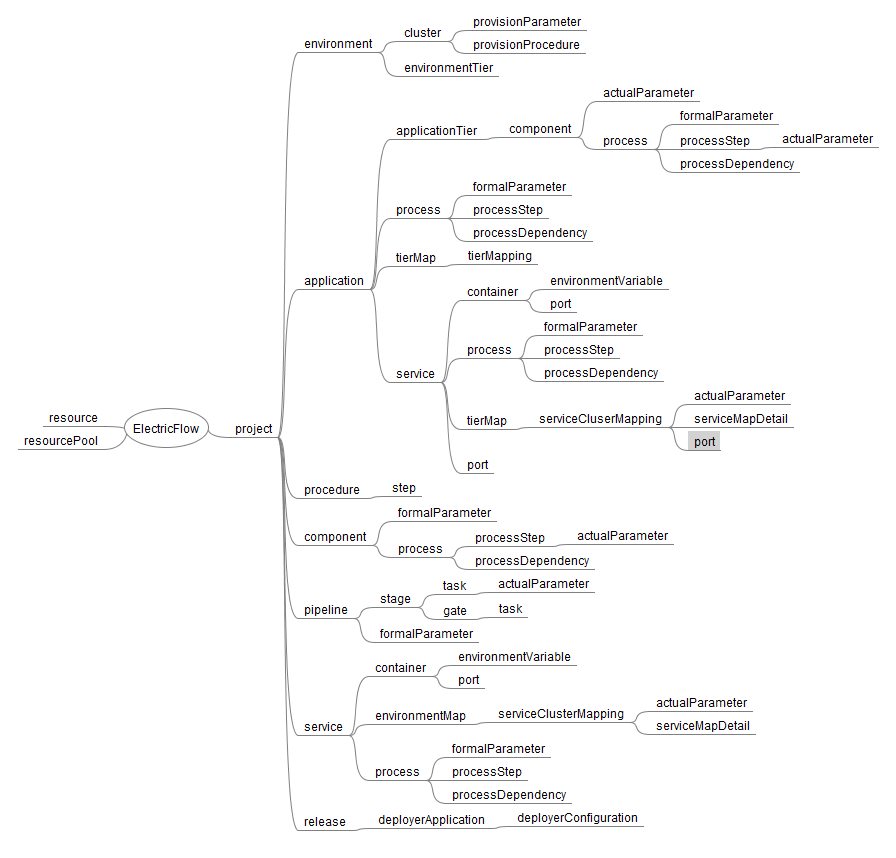 resource
resourcePool
ElectricFlow
project
environment
cluster
provisionParameter
provisionProcedure
environmentTier
application
applicationTier
component
actualParameter
process
formalParameter
processStep
actualParameter
processDependency
process
formalParameter
processStep
processDependency
tierMap
tierMapping
service
container
environmentVariable
port
process
formalParameter
processStep
processDependency
tierMap
serviceCluserMapping
actualParameter
serviceMapDetail
port
port
procedure
step
component
formalParameter
process
processStep
actualParameter
processDependency
pipeline
stage
task
actualParameter
gate
task
formalParameter
service
container
environmentVariable
port
environmentMap
serviceClusterMapping
actualParameter
serviceMapDetail
process
formalParameter
processStep
processDependency
release
deployerApplication
deployerConfiguration